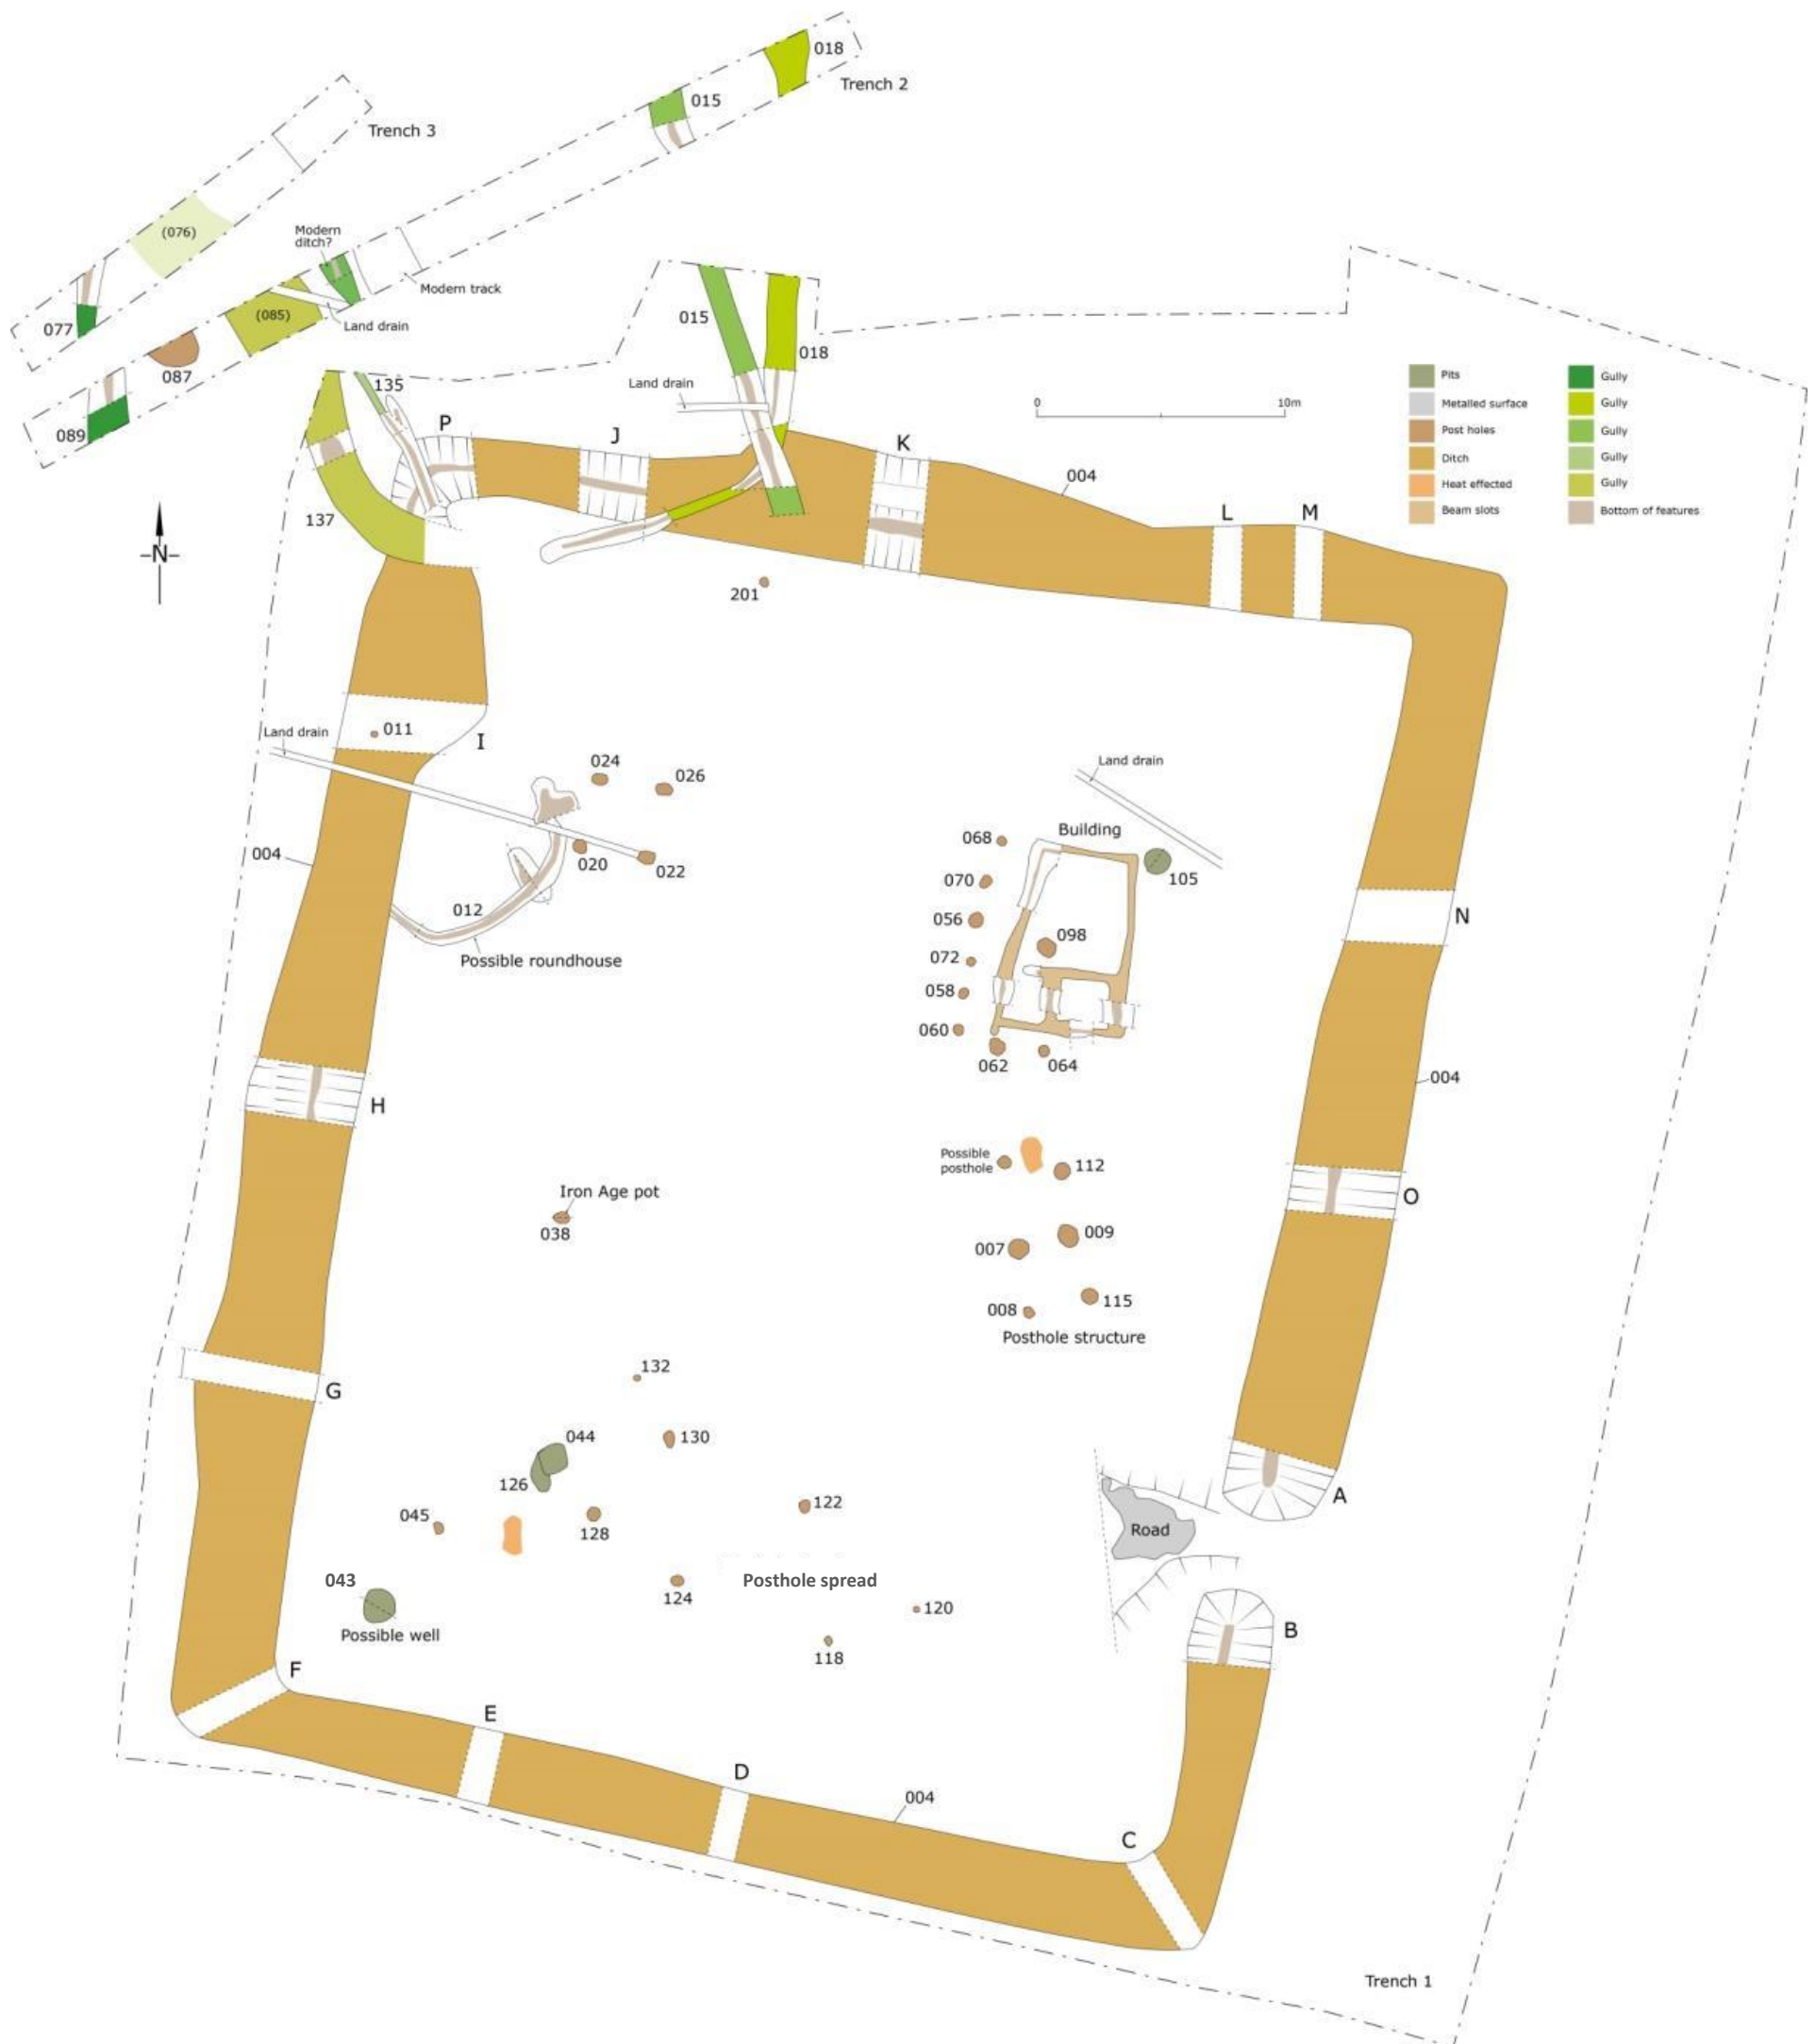 018
Trench 2
015
Trench 3
(076)
Modern
ditch?
Modern track
(085)
Land drain
077
087
089
015
018
135
Land drain
P
J
K
004
L
M
0
10m
Pits
Metalled surface
Post holes
Ditch
Heat effected
Beam slots
Gully
Gully
Gully
Gully
Gully
Bottom of features
137
–N–
201
011
I
Land drain
024
026
020
022
004
012
Possible roundhouse
Land drain
Building
068
105
070
056
098
072
058
060
062
064
N
004
H
Possible
posthole
112
O
Iron Age pot
038
009
007
115
008
Posthole structure
132
G
044
130
126
045
128
122
A
Road
043
124
Posthole spread
120
Possible well
118
B
F
E
D
004
C
Trench 1